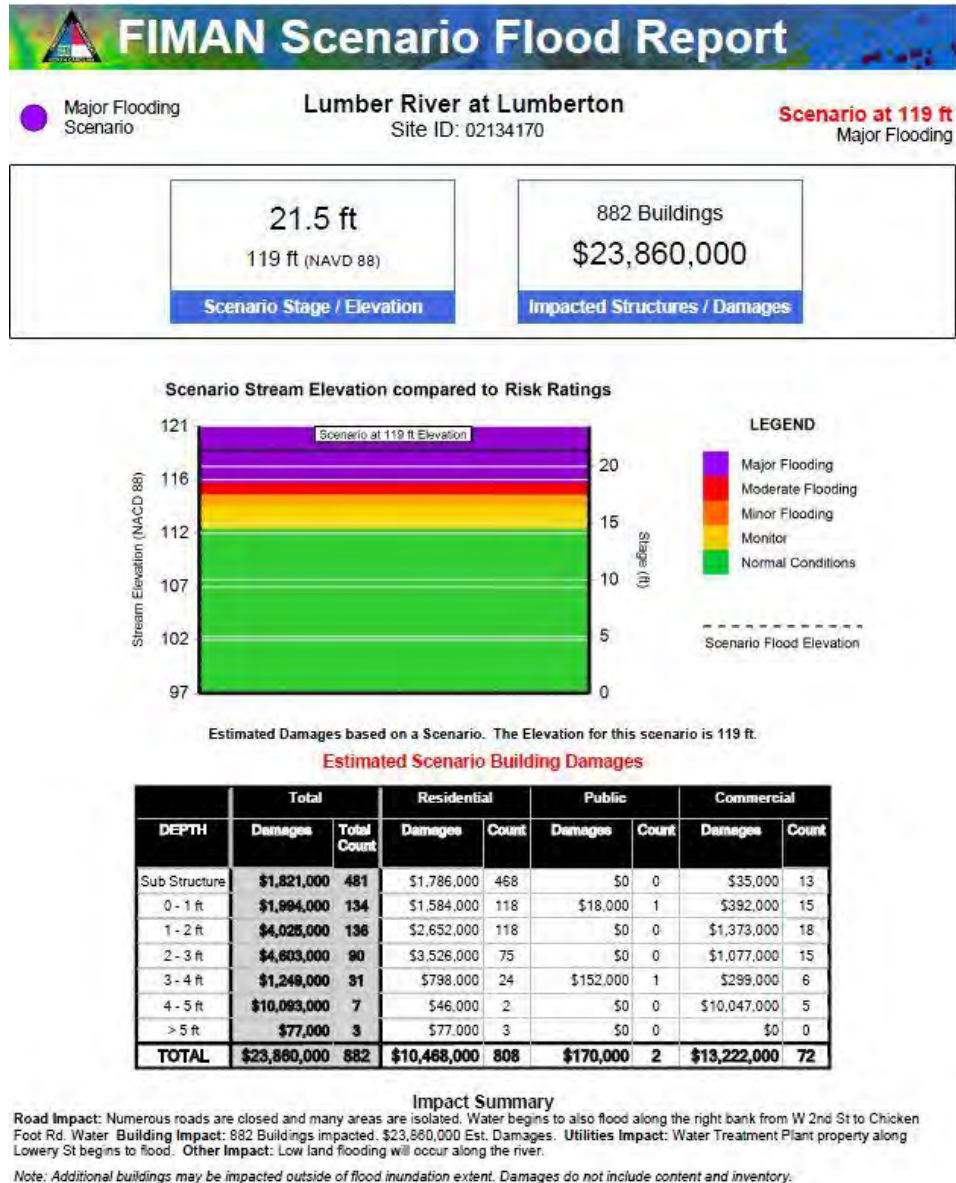 FIMAN Scenario Flood Report
Major Flooding
Scenario
Lumber River at Lumberton
Site ID: 02134170
Scenario at 119 ft
Major Flooding
21.5 ft
119 ft (NAVD 88)
Scenario Stage / Elevation
882 Buildings
$23,860,000
Impacted Structures / Damages
Scenario Stream Elevation compared to Risk Ratings
Stream Elevation (NACD 88)
121
116
112
107
102
97
Scenario at 119 ft Elevation
20
15
10
5
0
Stage (ft)
LEGEND
Major Flooding
Moderate Flooding
Minor Flooding
Monitor
Normal Conditions
Scenario Flood Elevation
Estimated Damages based on a Scenario. The Elevation for this scenario is 119 ft.
Estimated Scenario Building Damages
Total Residential Public Commercial
DEPTH Damages Total Count Damages Count Damages Count Damages Count
Sub Structure $1,821,000 481 $1,786,000 468 $0 0 $35,000 13
0 - 1 ft $1,994,000 134 $1,584,000 118 $18,000 1 $392,000 15
1 - 2 ft $4,025,000 136 $2,652,000 118 $0 0 $1,373,000 18
2 - 3 ft $4,603,000 90 $3,526,000 75 $0 0 $1,077,000 15
3 - 4 ft $1,249,000 31 $798,000 24 $152,000 1 $299,000 6
4 - 5 ft $10,093,000 7 $46,000 2 $0 0 $10,047,000 5
> 5 ft $77,000 3 $77,000 3 $0 0 $0 0
TOTAL $23,860,000 882 $10,468,000 808 $170,000 2 $13,222,000 72
Impact Summary
Road Impact: Numerous roads are closed and many areas are isolated. Water begins to also flood along the right bank from W 2nd St to Chicken
Foot Rd. Water Building Impact: 882 Buildings impacted. $23,860,000 Est. Damages. Utilities Impact: Water Treatment Plant property along
Lowery St begins to flood. Other Impact: Low land flooding will occur along the river.
Note: Additional buildings may be impacted outside of flood inundation extent. Damages do not include content and inventory.